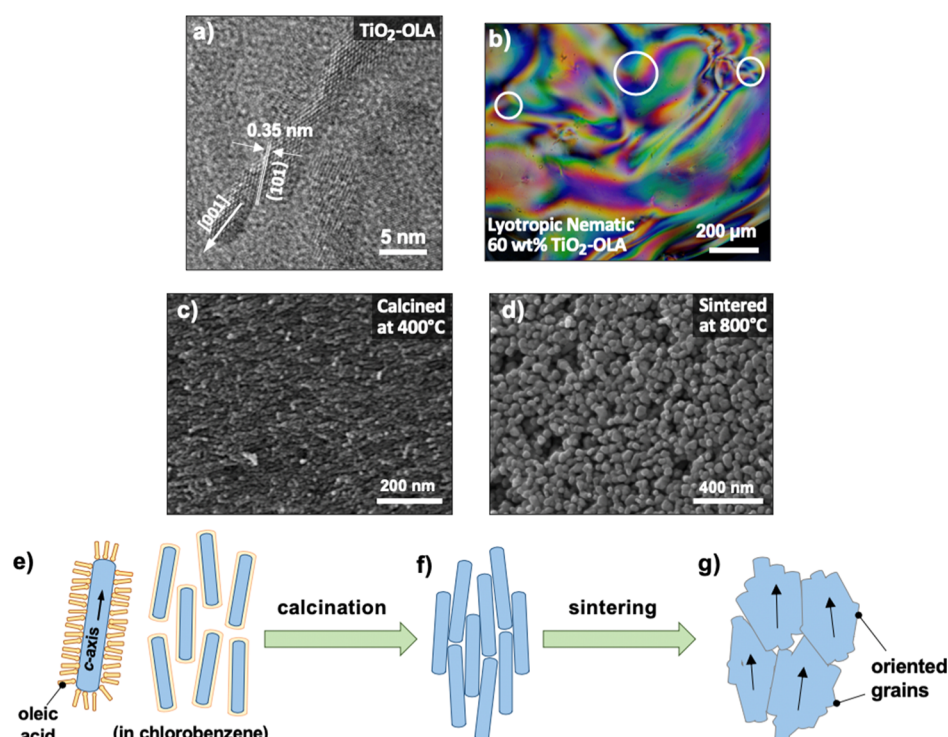 a)
TiO₂-OLA
0.35 nm
(101)
[001]
5 nm
b)
Lyotropic Nematic
60 wt% TiO₂-OLA
200 µm
c)
Calcined
at 400°C
200 nm
d)
Sintered
at 800°C
400 nm
e)
c-axis
oleic
acid
(in chlorobenzene)
calcination
f)
sintering
g)
oriented
grains